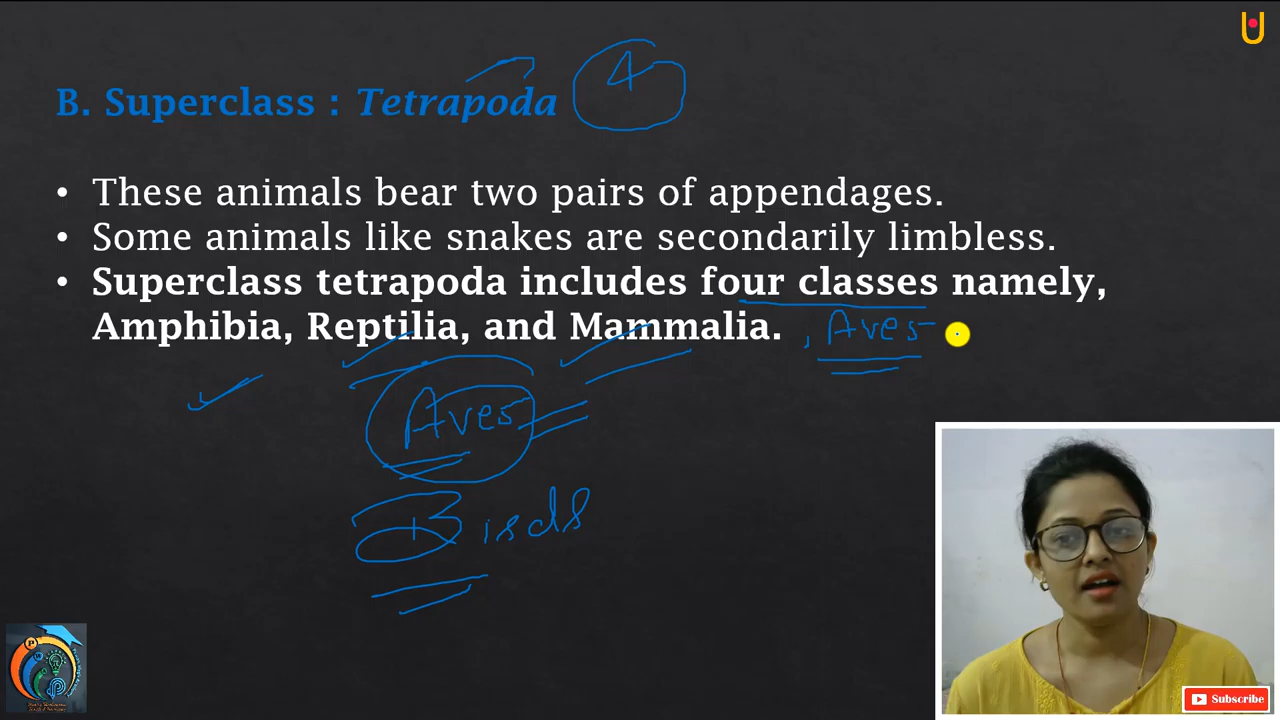 B. Superclass : Tetrapoda 4
• These animals bear two pairs of appendages.
• Some animals like snakes are secondarily limbless.
• Superclass tetrapoda includes four classes namely,
Amphibia, Reptilia, and Mammalia. , Aves
Aves
Birds
Subscribe